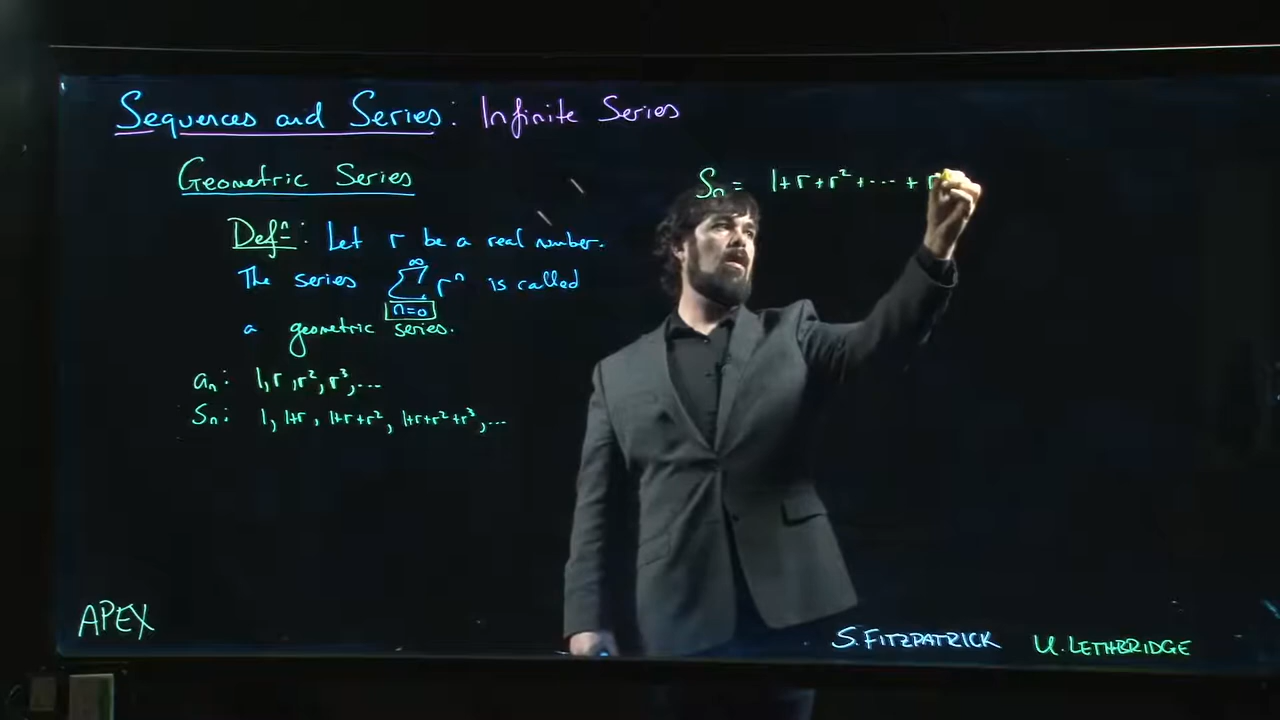 Sequences and Series: Infinite Series
Geometric Series
Defⁿ: Let r be a real number.
The series ∑_{n=0}^{∞} rⁿ is called
a geometric series.
aₙ: 1, r, r², r³, ...
Sₙ: 1, 1+r, 1+r+r², 1+r+r²+r³, ...
Sₙ = 1+r+r²+⋯+r
APEX
S. FITZPATRICK U. LETHBRIDGE